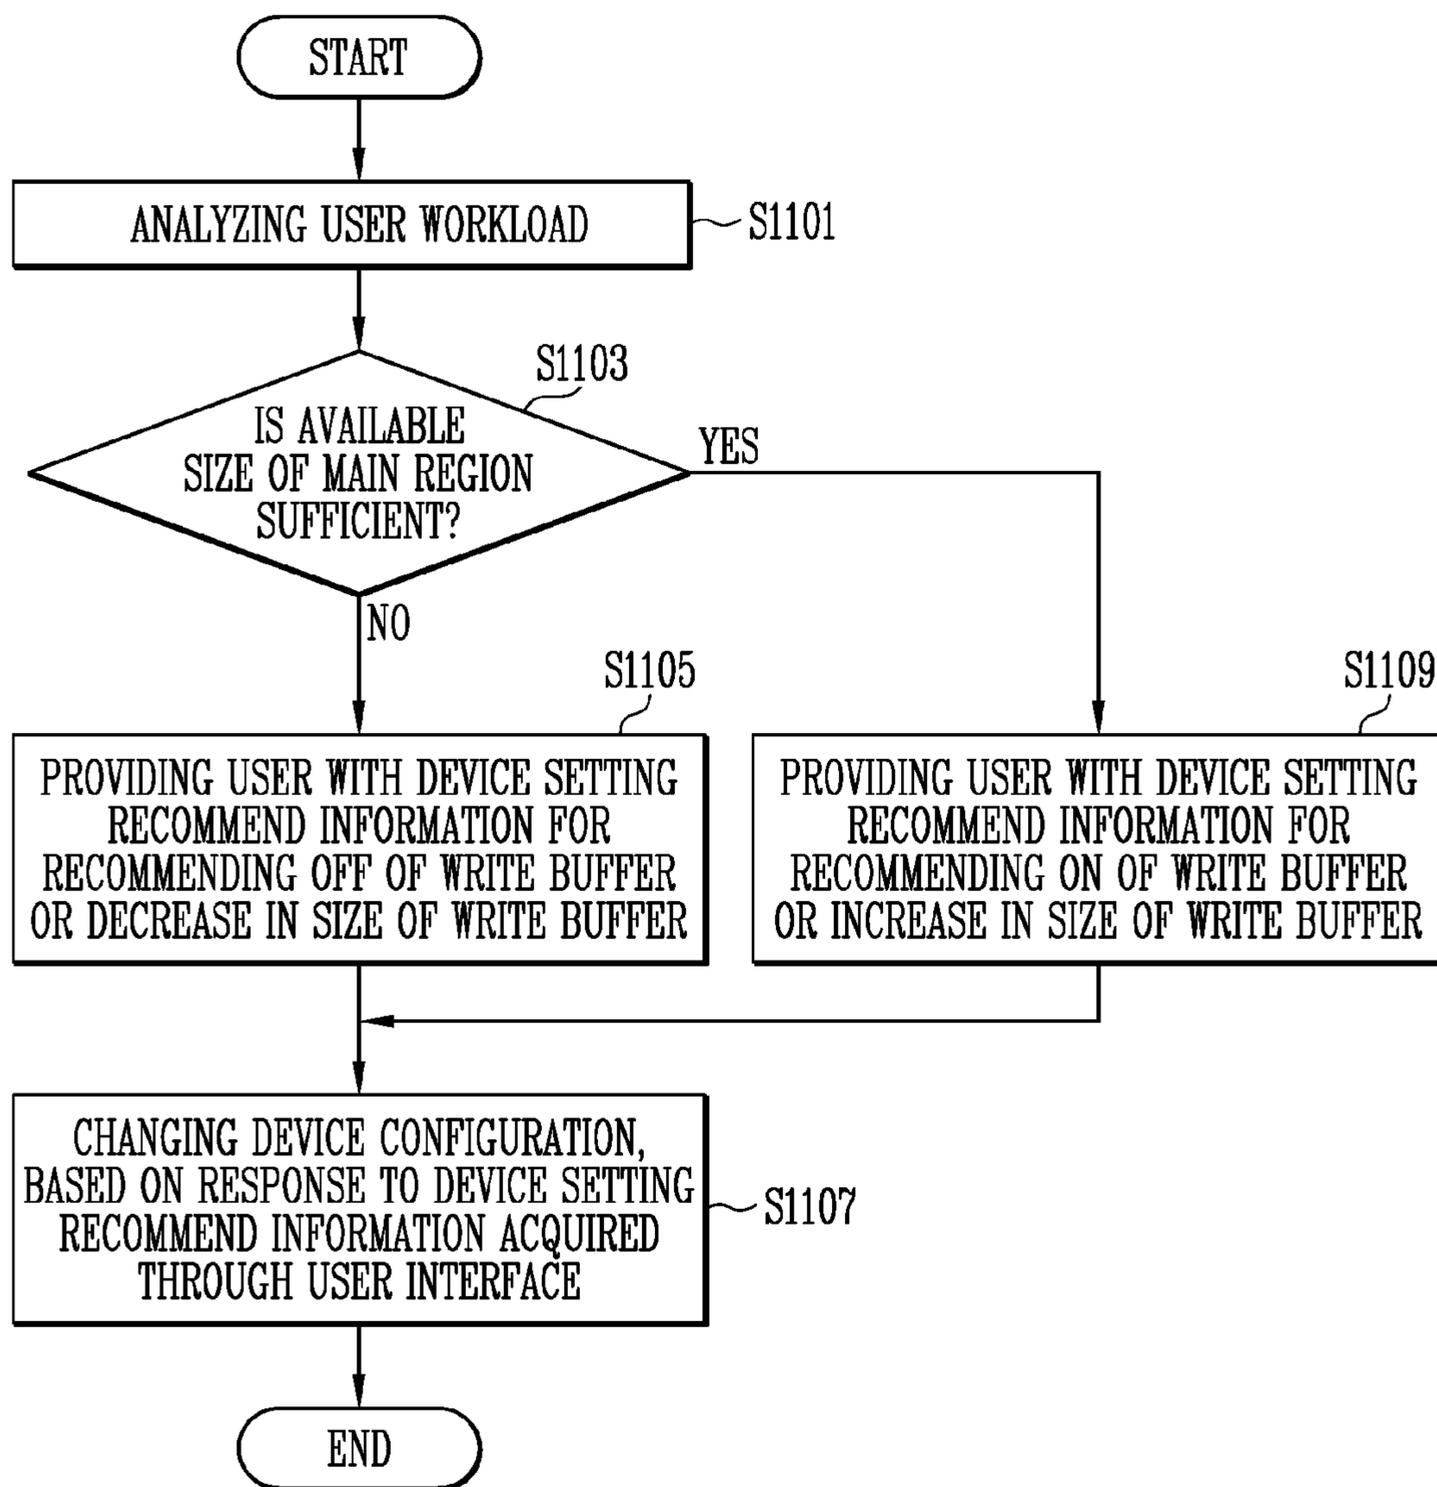 START
ANALYZING USER WORKLOAD
S1101
S1103
IS AVAILABLE
SIZE OF MAIN REGION
SUFFICIENT?
YES
NO
S1105
PROVIDING USER WITH DEVICE SETTING
RECOMMEND INFORMATION FOR
RECOMMENDING OFF OF WRITE BUFFER
OR DECREASE IN SIZE OF WRITE BUFFER
S1109
PROVIDING USER WITH DEVICE SETTING
RECOMMEND INFORMATION FOR
RECOMMENDING ON OF WRITE BUFFER
OR INCREASE IN SIZE OF WRITE BUFFER
CHANGING DEVICE CONFIGURATION,
BASED ON RESPONSE TO DEVICE SETTING
RECOMMEND INFORMATION ACQUIRED
THROUGH USER INTERFACE
S1107
END